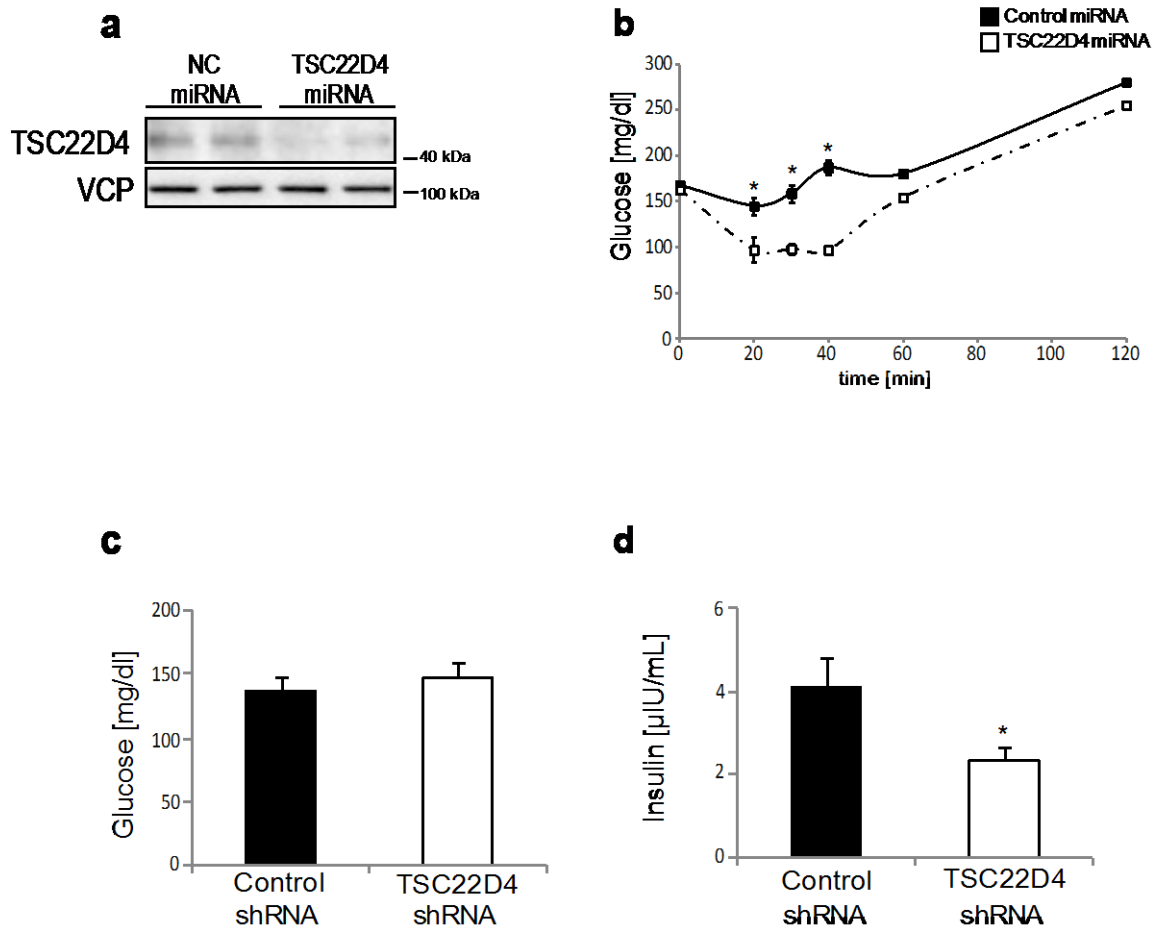 a
NC
miRNA
TSC22D4
miRNA
TSC22D4
40 kDa
VCP
100 kDa
b
Control miRNA
TSC22D4 miRNA
Glucose [mg/dl]
300
250
200
150
100
50
0
* * *
0 20 40 60 80 100 120
time [min]
c
Glucose [mg/dl]
200
150
100
50
0
Control
shRNA
TSC22D4
shRNA
d
Insulin [µIU/mL]
6
4
2
0
*
Control
shRNA
TSC22D4
shRNA